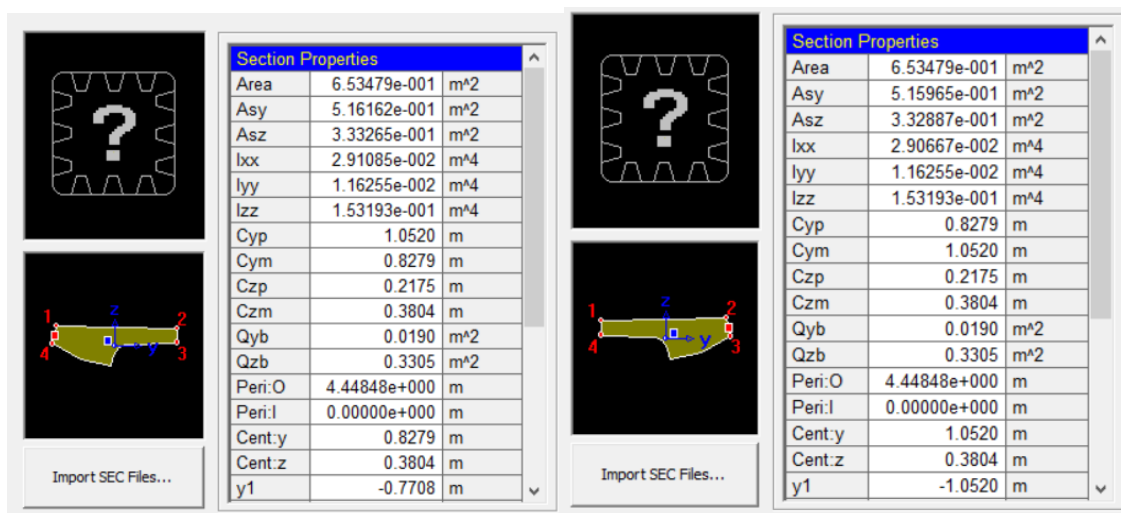 ?
1
2
z
y
4
3
Import SEC Files...
Section Properties
Area 6.53479e-001 m^2
Asy 5.16162e-001 m^2
Asz 3.33265e-001 m^2
Ixx 2.91085e-002 m^4
Iyy 1.16255e-002 m^4
Izz 1.53193e-001 m^4
Cyp 1.0520 m
Cym 0.8279 m
Czp 0.2175 m
Czm 0.3804 m
Qyb 0.0190 m^2
Qzb 0.3305 m^2
Peri:O 4.44848e+000 m
Peri:I 0.00000e+000 m
Cent:y 0.8279 m
Cent:z 0.3804 m
y1 -0.7708 m
?
1
2
z
y
4
3
Import SEC Files...
Section Properties
Area 6.53479e-001 m^2
Asy 5.15965e-001 m^2
Asz 3.32887e-001 m^2
Ixx 2.90667e-002 m^4
Iyy 1.16255e-002 m^4
Izz 1.53193e-001 m^4
Cyp 0.8279 m
Cym 1.0520 m
Czp 0.2175 m
Czm 0.3804 m
Qyb 0.0190 m^2
Qzb 0.3305 m^2
Peri:O 4.44848e+000 m
Peri:I 0.00000e+000 m
Cent:y 1.0520 m
Cent:z 0.3804 m
y1 -1.0520 m